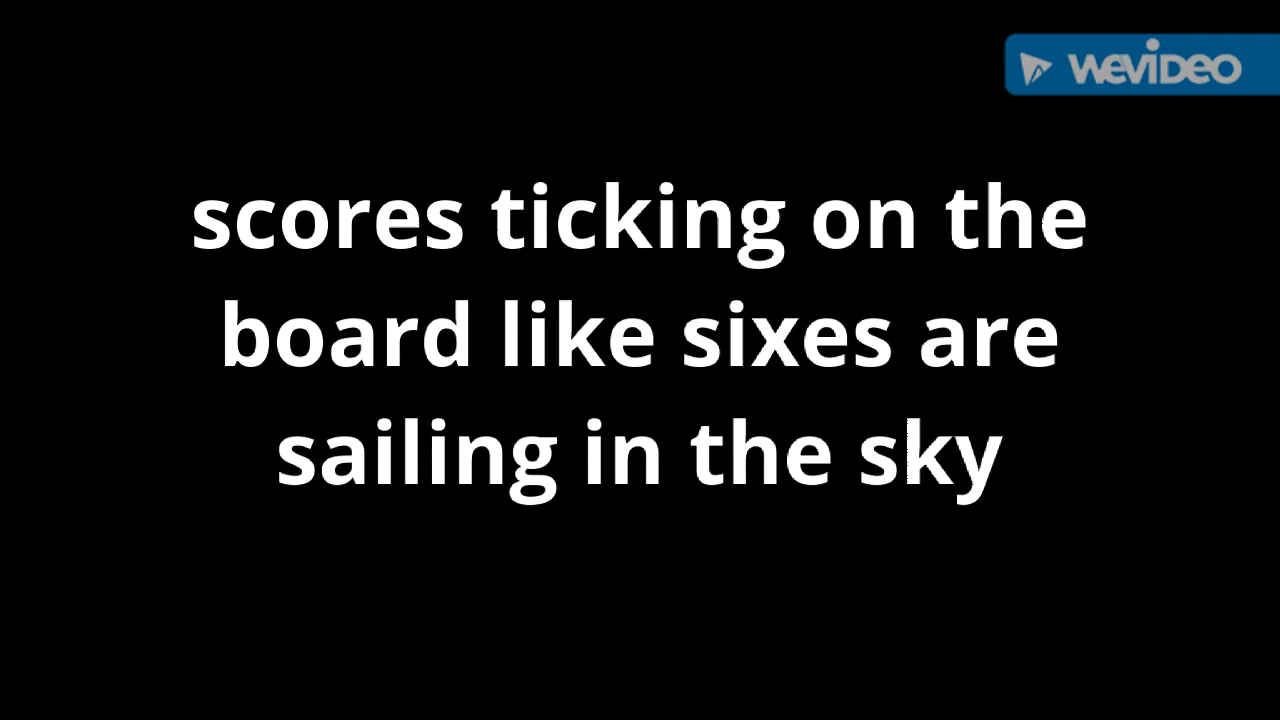 WEVIDEO
scores ticking on the
board like sixes are
sailing in the sky